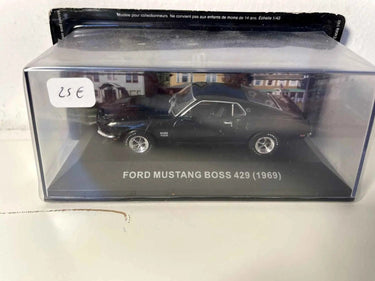 Modèle pour collectionneurs. Ne convient pas aux enfants de moins de 14 ans. Échelle 1/43
25€
FORD MUSTANG BOSS 429 (1969)